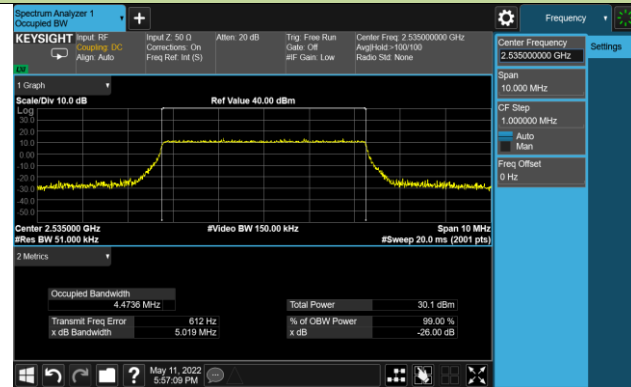 Spectrum Analyzer 1
Occupied BW
Frequency
KEYSIGHT
Input: RF
Coupling: DC
Align: Auto
Input Z: 50 Ω
Corrections: On
Freq Ref: Int (S)
Atten: 20 dB
Trig: Free Run
Gate: Off
#IF Gain: Low
Center Freq: 2.535000000 GHz
Avg|Hold:>100/100
Radio Std: None
LXI
Center Frequency
2.535000000 GHz
Settings
Span
10.000 MHz
CF Step
1.000000 MHz
Auto
Man
Freq Offset
0 Hz
1 Graph
Scale/Div 10.0 dB
Ref Value 40.00 dBm
Log
30.0
20.0
10.0
0.00
-10.0
-20.0
-30.0
-40.0
-50.0
Center 2.535000 GHz
#Video BW 150.00 kHz
Span 10 MHz
#Res BW 51.000 kHz
#Sweep 20.0 ms (2001 pts)
2 Metrics
Occupied Bandwidth
4.4736 MHz
Total Power 30.1 dBm
Transmit Freq Error 612 Hz
% of OBW Power 99.00 %
x dB Bandwidth 5.019 MHz
x dB -26.00 dB
May 11, 2022
5:57:09 PM